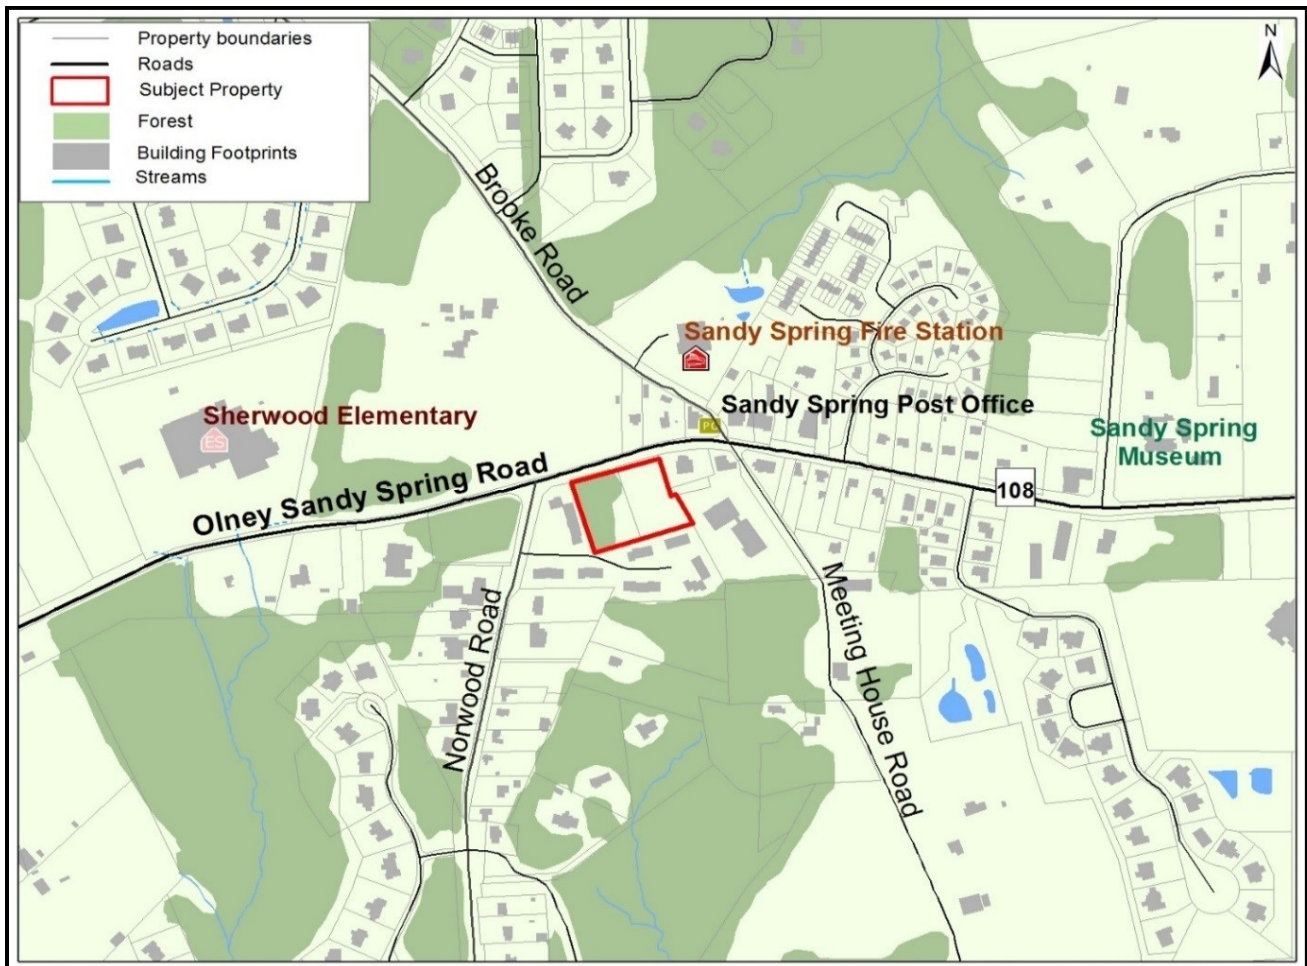 Property boundaries
Roads
Subject Property
Forest
Building Footprints
Streams
N
Brooke Road
Sandy Spring Fire Station
Sandy Spring Post Office
PO
Sherwood Elementary
ES
Sandy Spring
Museum
Olney Sandy Spring Road
108
Norwood Road
Meeting House Road